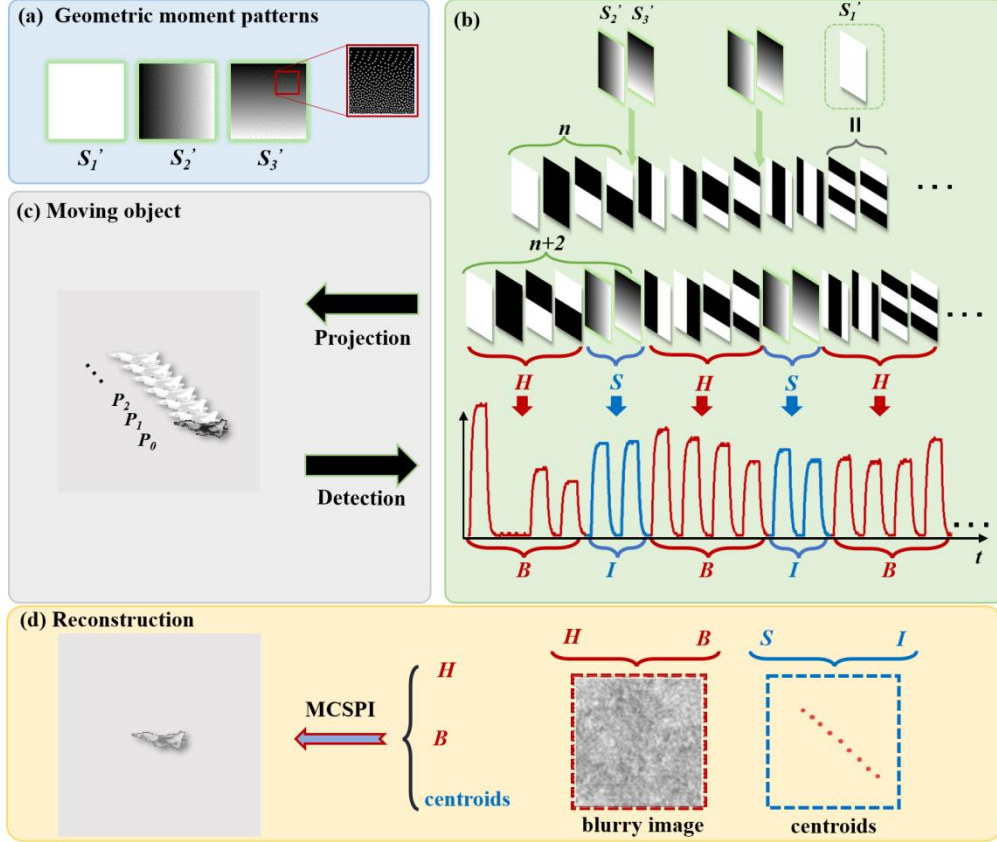 (a) Geometric moment patterns
S₁' S₂' S₃'
(b)
S₂' S₃' S₁'
n
=
...
n+2
...
H S H S H
...
t
B I B I B
(c) Moving object
Projection
...
P₂
P₁
P₀
Detection
(d) Reconstruction
MCSPI
H
B
centroids
H B
blurry image
S I
centroids